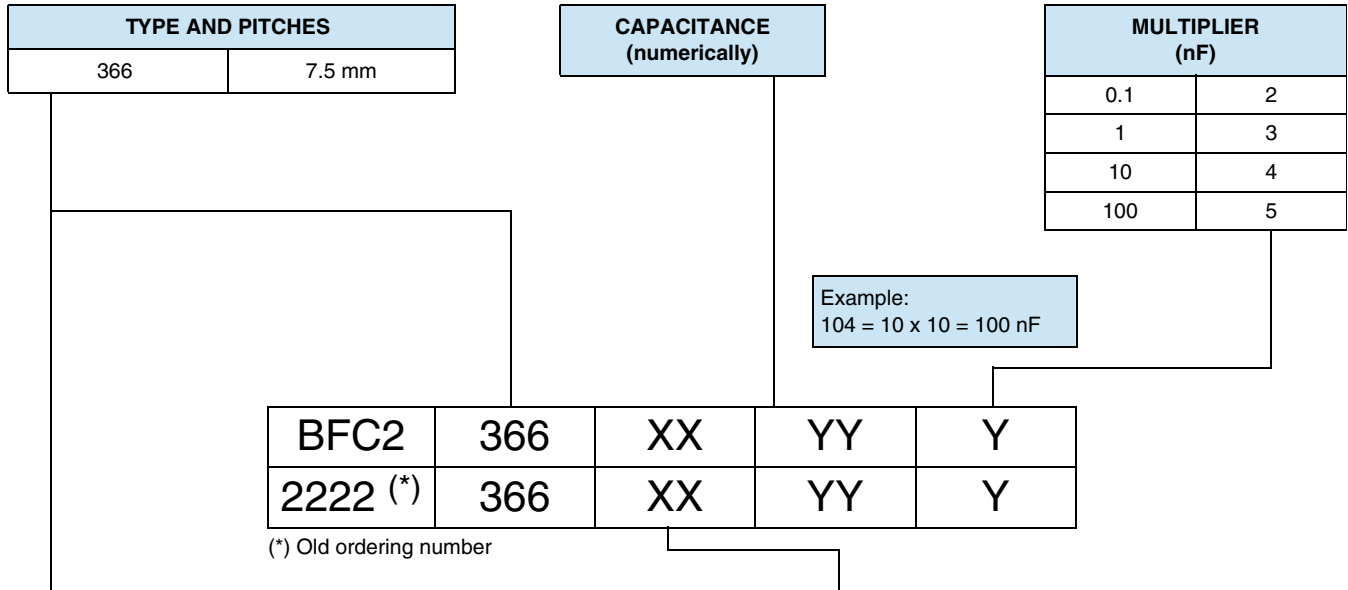 TYPE AND PITCHES
366 7.5 mm
CAPACITANCE
(numerically)
MULTIPLIER
(nF)
0.1 2
1 3
10 4
100 5
Example:
104 = 10 x 10 = 100 nF
BFC2 366 XX YY Y
2222 (*) 366 XX YY Y
(*) Old ordering number